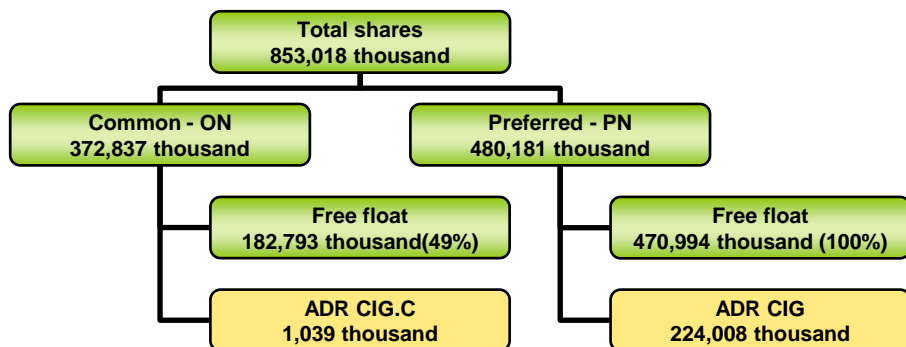 Total shares
853,018 thousand
Common - ON
372,837 thousand
Preferred - PN
480,181 thousand
Free float
182,793 thousand(49%)
Free float
470,994 thousand (100%)
ADR CIG.C
1,039 thousand
ADR CIG
224,008 thousand